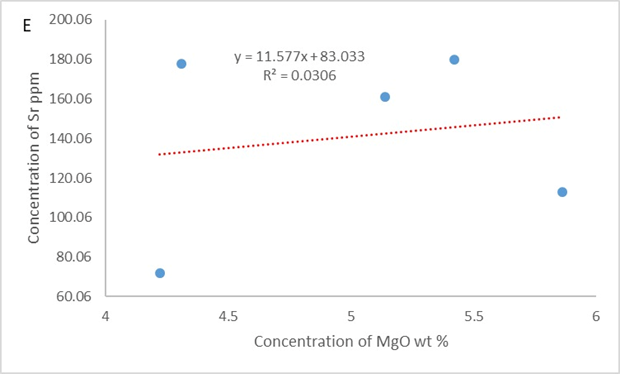 E
200.06
180.06
160.06
140.06
120.06
100.06
80.06
60.06
Concentration of Sr ppm
y = 11.577x + 83.033
R² = 0.0306
4
4.5
5
5.5
6
Concentration of MgO wt %